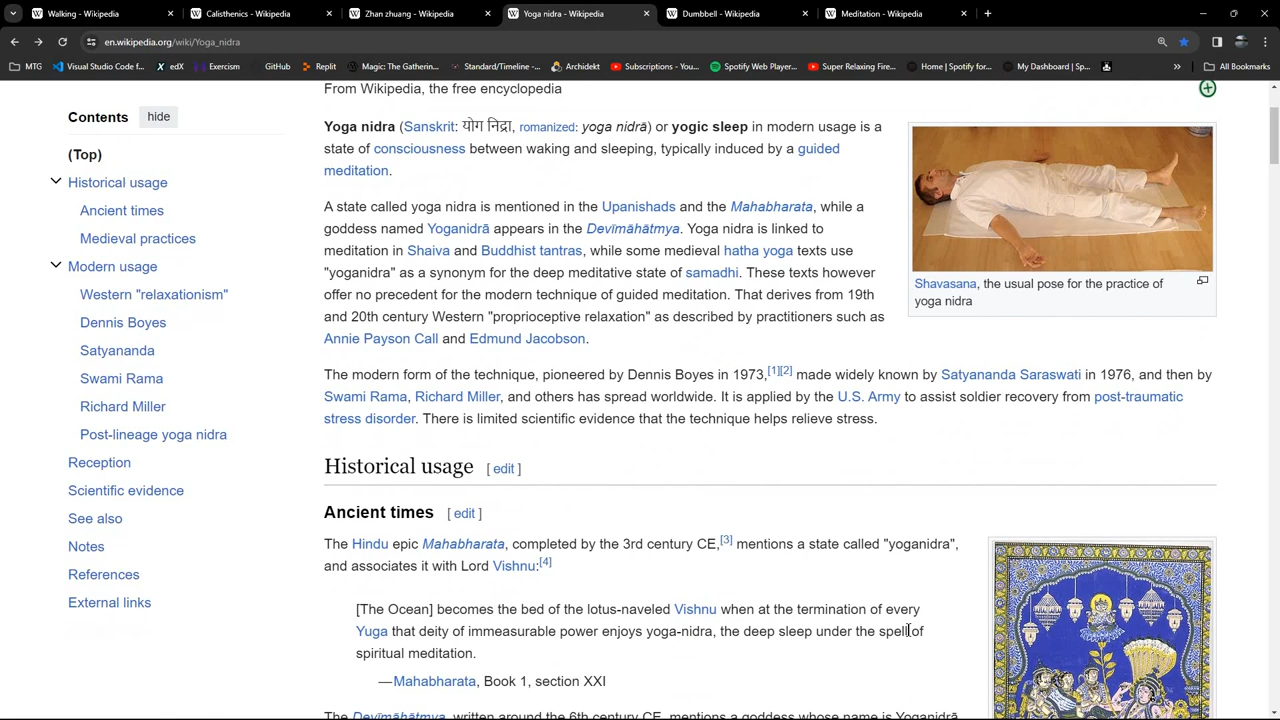 Walking - Wikipedia
Calisthenics - Wikipedia
Zhan zhuang - Wikipedia
Yoga nidra - Wikipedia
Dumbbell - Wikipedia
Meditation - Wikipedia
en.wikipedia.org/wiki/Yoga_nidra
MTG
Visual Studio Code f...
edX
Exercism
GitHub
Replit
Magic: The Gatherin...
Standard/Timeline -...
Archidekt
Subscriptions - You...
Spotify Web Player...
Super Relaxing Fire...
Home | Spotify for...
My Dashboard | Sp...
»
All Bookmarks
From Wikipedia, the free encyclopedia
Contents hide
(Top)
Historical usage
Ancient times
Medieval practices
Modern usage
Western "relaxationism"
Dennis Boyes
Satyananda
Swami Rama
Richard Miller
Post-lineage yoga nidra
Reception
Scientific evidence
See also
Notes
References
External links
Yoga nidra (Sanskrit: योग निद्रा, romanized: yoga nidrā) or yogic sleep in modern usage is a
state of consciousness between waking and sleeping, typically induced by a guided
meditation.
A state called yoga nidra is mentioned in the Upanishads and the Mahabharata, while a
goddess named Yoganidrā appears in the Devīmāhātmya. Yoga nidra is linked to
meditation in Shaiva and Buddhist tantras, while some medieval hatha yoga texts use
"yoganidra" as a synonym for the deep meditative state of samadhi. These texts however
offer no precedent for the modern technique of guided meditation. That derives from 19th
and 20th century Western "proprioceptive relaxation" as described by practitioners such as
Annie Payson Call and Edmund Jacobson.
Shavasana, the usual pose for the practice of
yoga nidra
The modern form of the technique, pioneered by Dennis Boyes in 1973,[1][2] made widely known by Satyananda Saraswati in 1976, and then by
Swami Rama, Richard Miller, and others has spread worldwide. It is applied by the U.S. Army to assist soldier recovery from post-traumatic
stress disorder. There is limited scientific evidence that the technique helps relieve stress.
Historical usage [ edit ]
Ancient times [ edit ]
The Hindu epic Mahabharata, completed by the 3rd century CE,[3] mentions a state called "yoganidra",
and associates it with Lord Vishnu:[4]
[The Ocean] becomes the bed of the lotus-naveled Vishnu when at the termination of every
Yuga that deity of immeasurable power enjoys yoga-nidra, the deep sleep under the spell of
spiritual meditation.
—Mahabharata, Book 1, section XXI
The Devīmāhātmya, written around the 6th century CE, mentions a goddess whose name is Yoganidrā